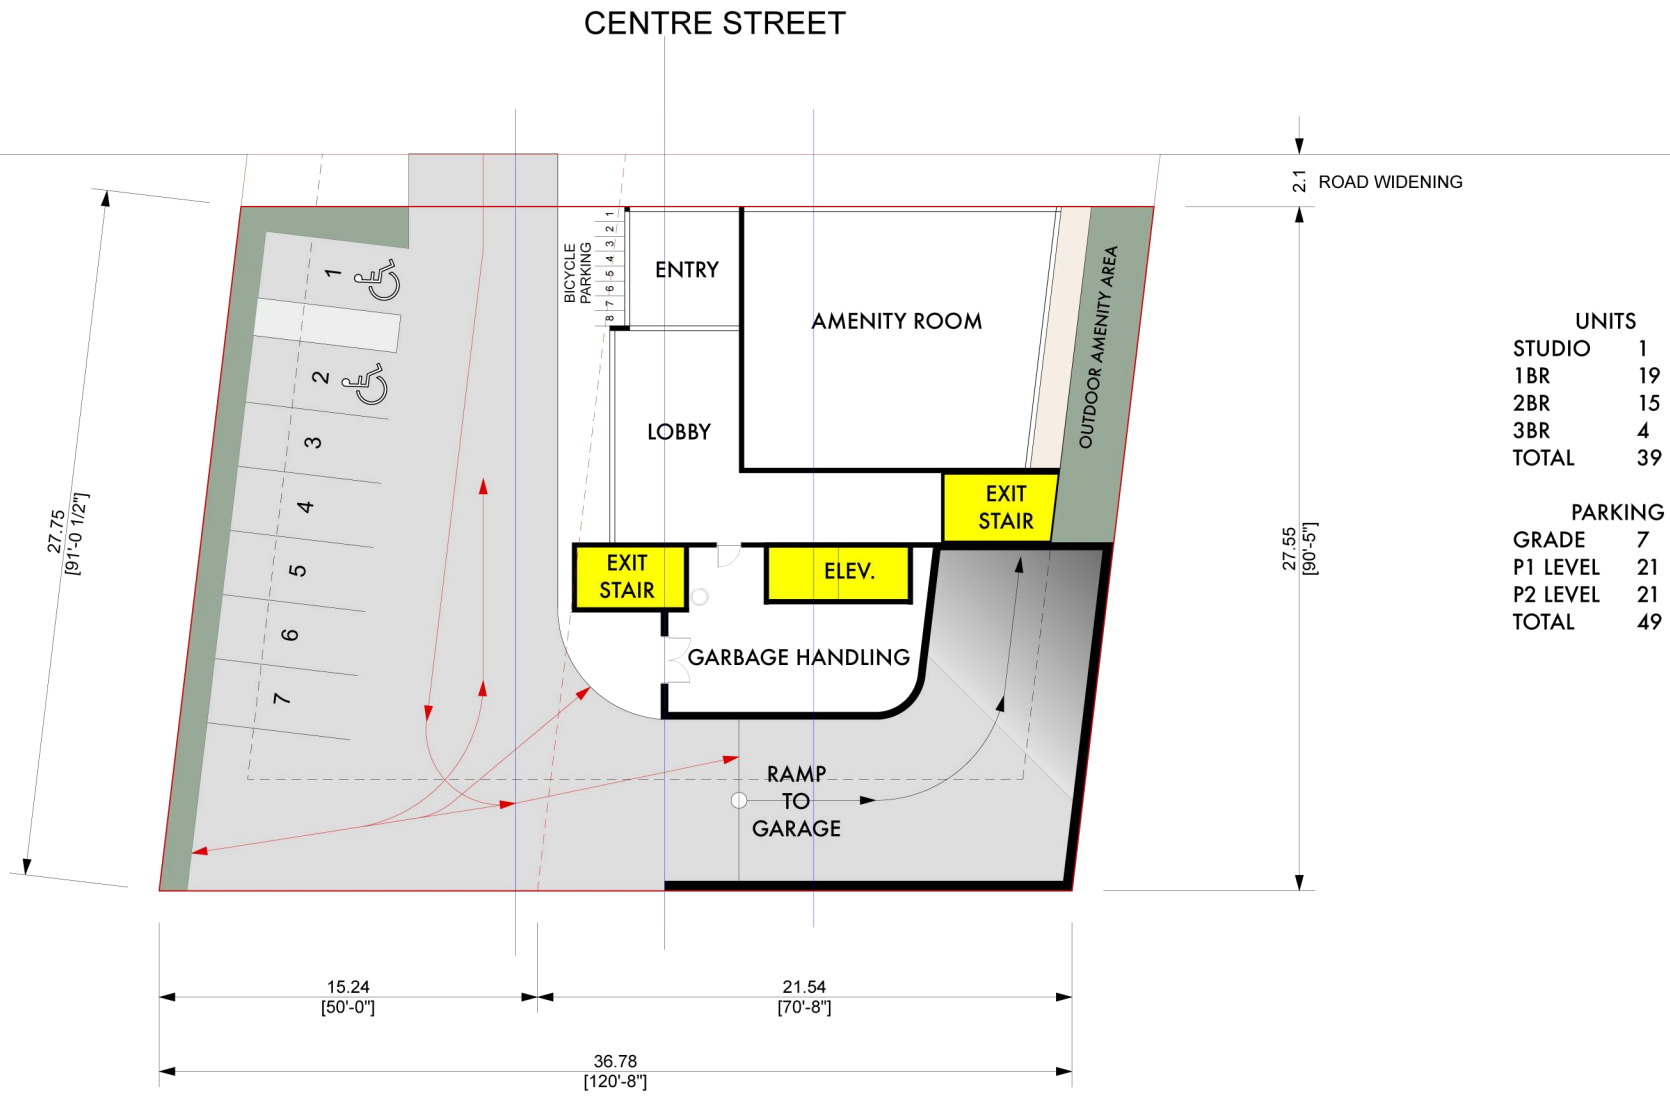 CENTRE STREET
2.1
ROAD WIDENING
27.75
[91'-0 1/2"]
27.55
[90'-5"]
1
2
3
4
5
6
7
BICYCLE
PARKING
1
2
3
4
5
6
7
8
ENTRY
AMENITY ROOM
OUTDOOR AMENITY AREA
LOBBY
EXIT
STAIR
EXIT
STAIR
ELEV.
GARBAGE HANDLING
RAMP
TO
GARAGE
UNITS
STUDIO 1
1BR 19
2BR 15
3BR 4
TOTAL 39
PARKING
GRADE 7
P1 LEVEL 21
P2 LEVEL 21
TOTAL 49
15.24
[50'-0"]
21.54
[70'-8"]
36.78
[120'-8"]